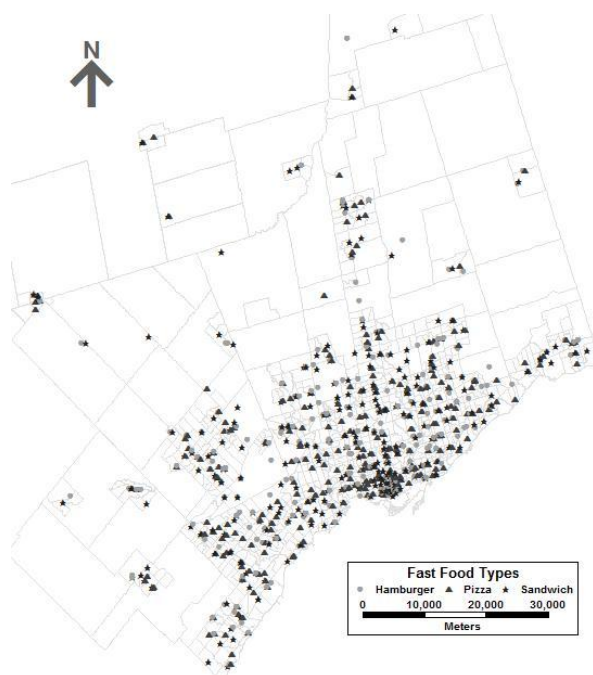 N
Fast Food Types
Hamburger Pizza Sandwich
0 10,000 20,000 30,000
Meters